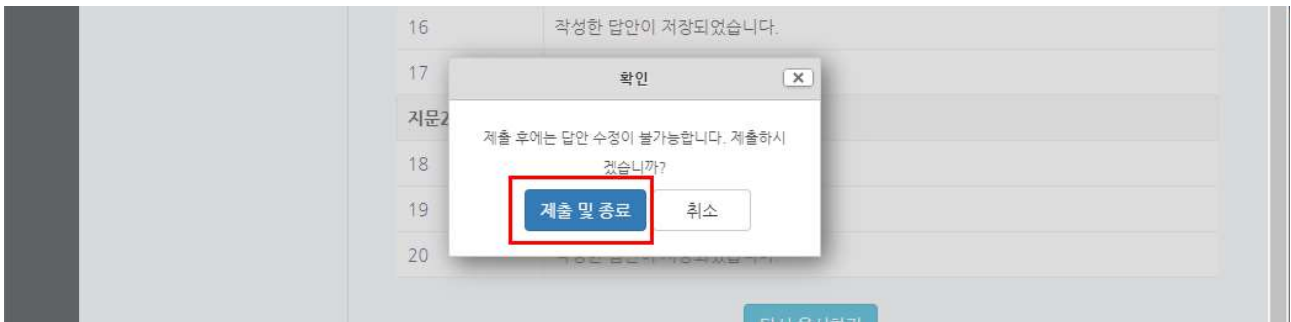 16 작성한 답안이 저장되었습니다.
17
확인
지문2
제출 후에는 답안 수정이 불가능합니다. 제출하시
겠습니까?
18
제출 및 종료 취소
19
20